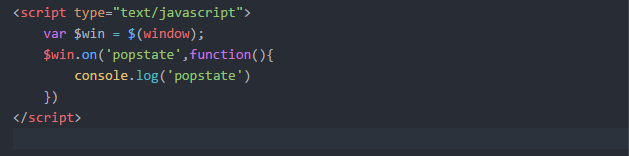 <script type="text/javascript">
    var $win = $(window);
    $win.on('popstate',function(){
        console.log('popstate')
    })
</script>